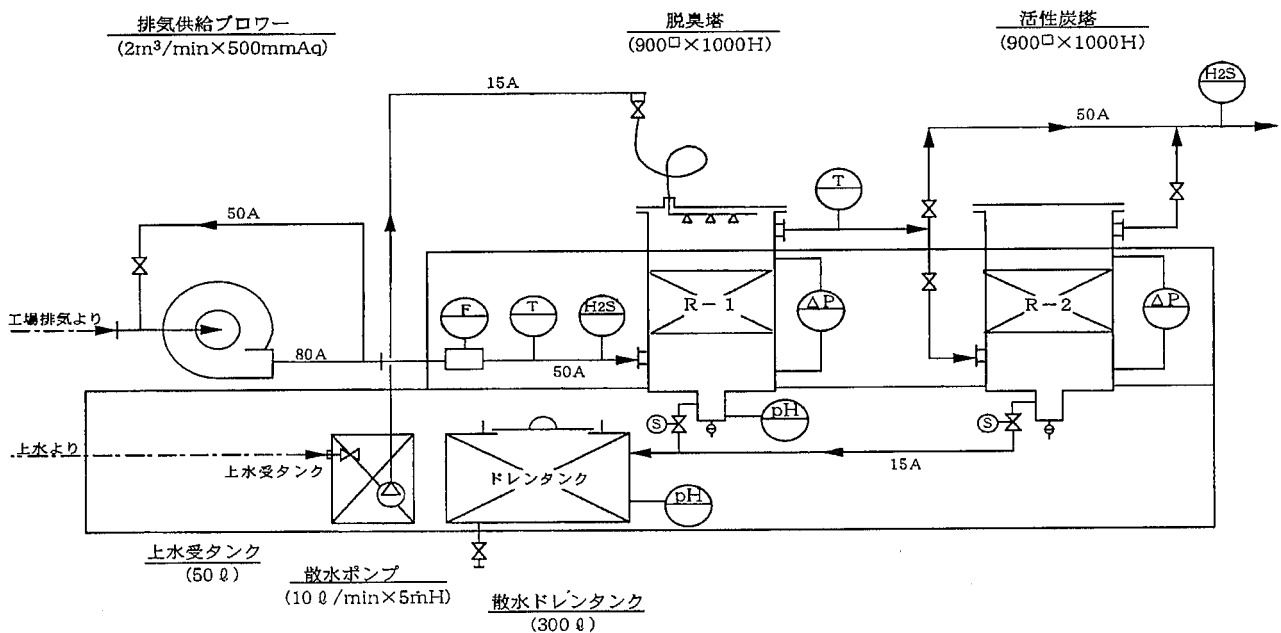 排気供給ブロワー
(2m³/min×500mmAq)
脱臭塔
(900□×1000H)
活性炭塔
(900□×1000H)
H2S
15A
50A
T
50A
F
T
H2S
R-1
ΔP
R-2
ΔP
工場排気より
80A
50A
pH
S
S
上水より
上水受タンク
ドレンタンク
15A
pH
上水受タンク
(50ℓ)
散水ポンプ
(10ℓ/min×5mH)
散水ドレンタンク
(300ℓ)